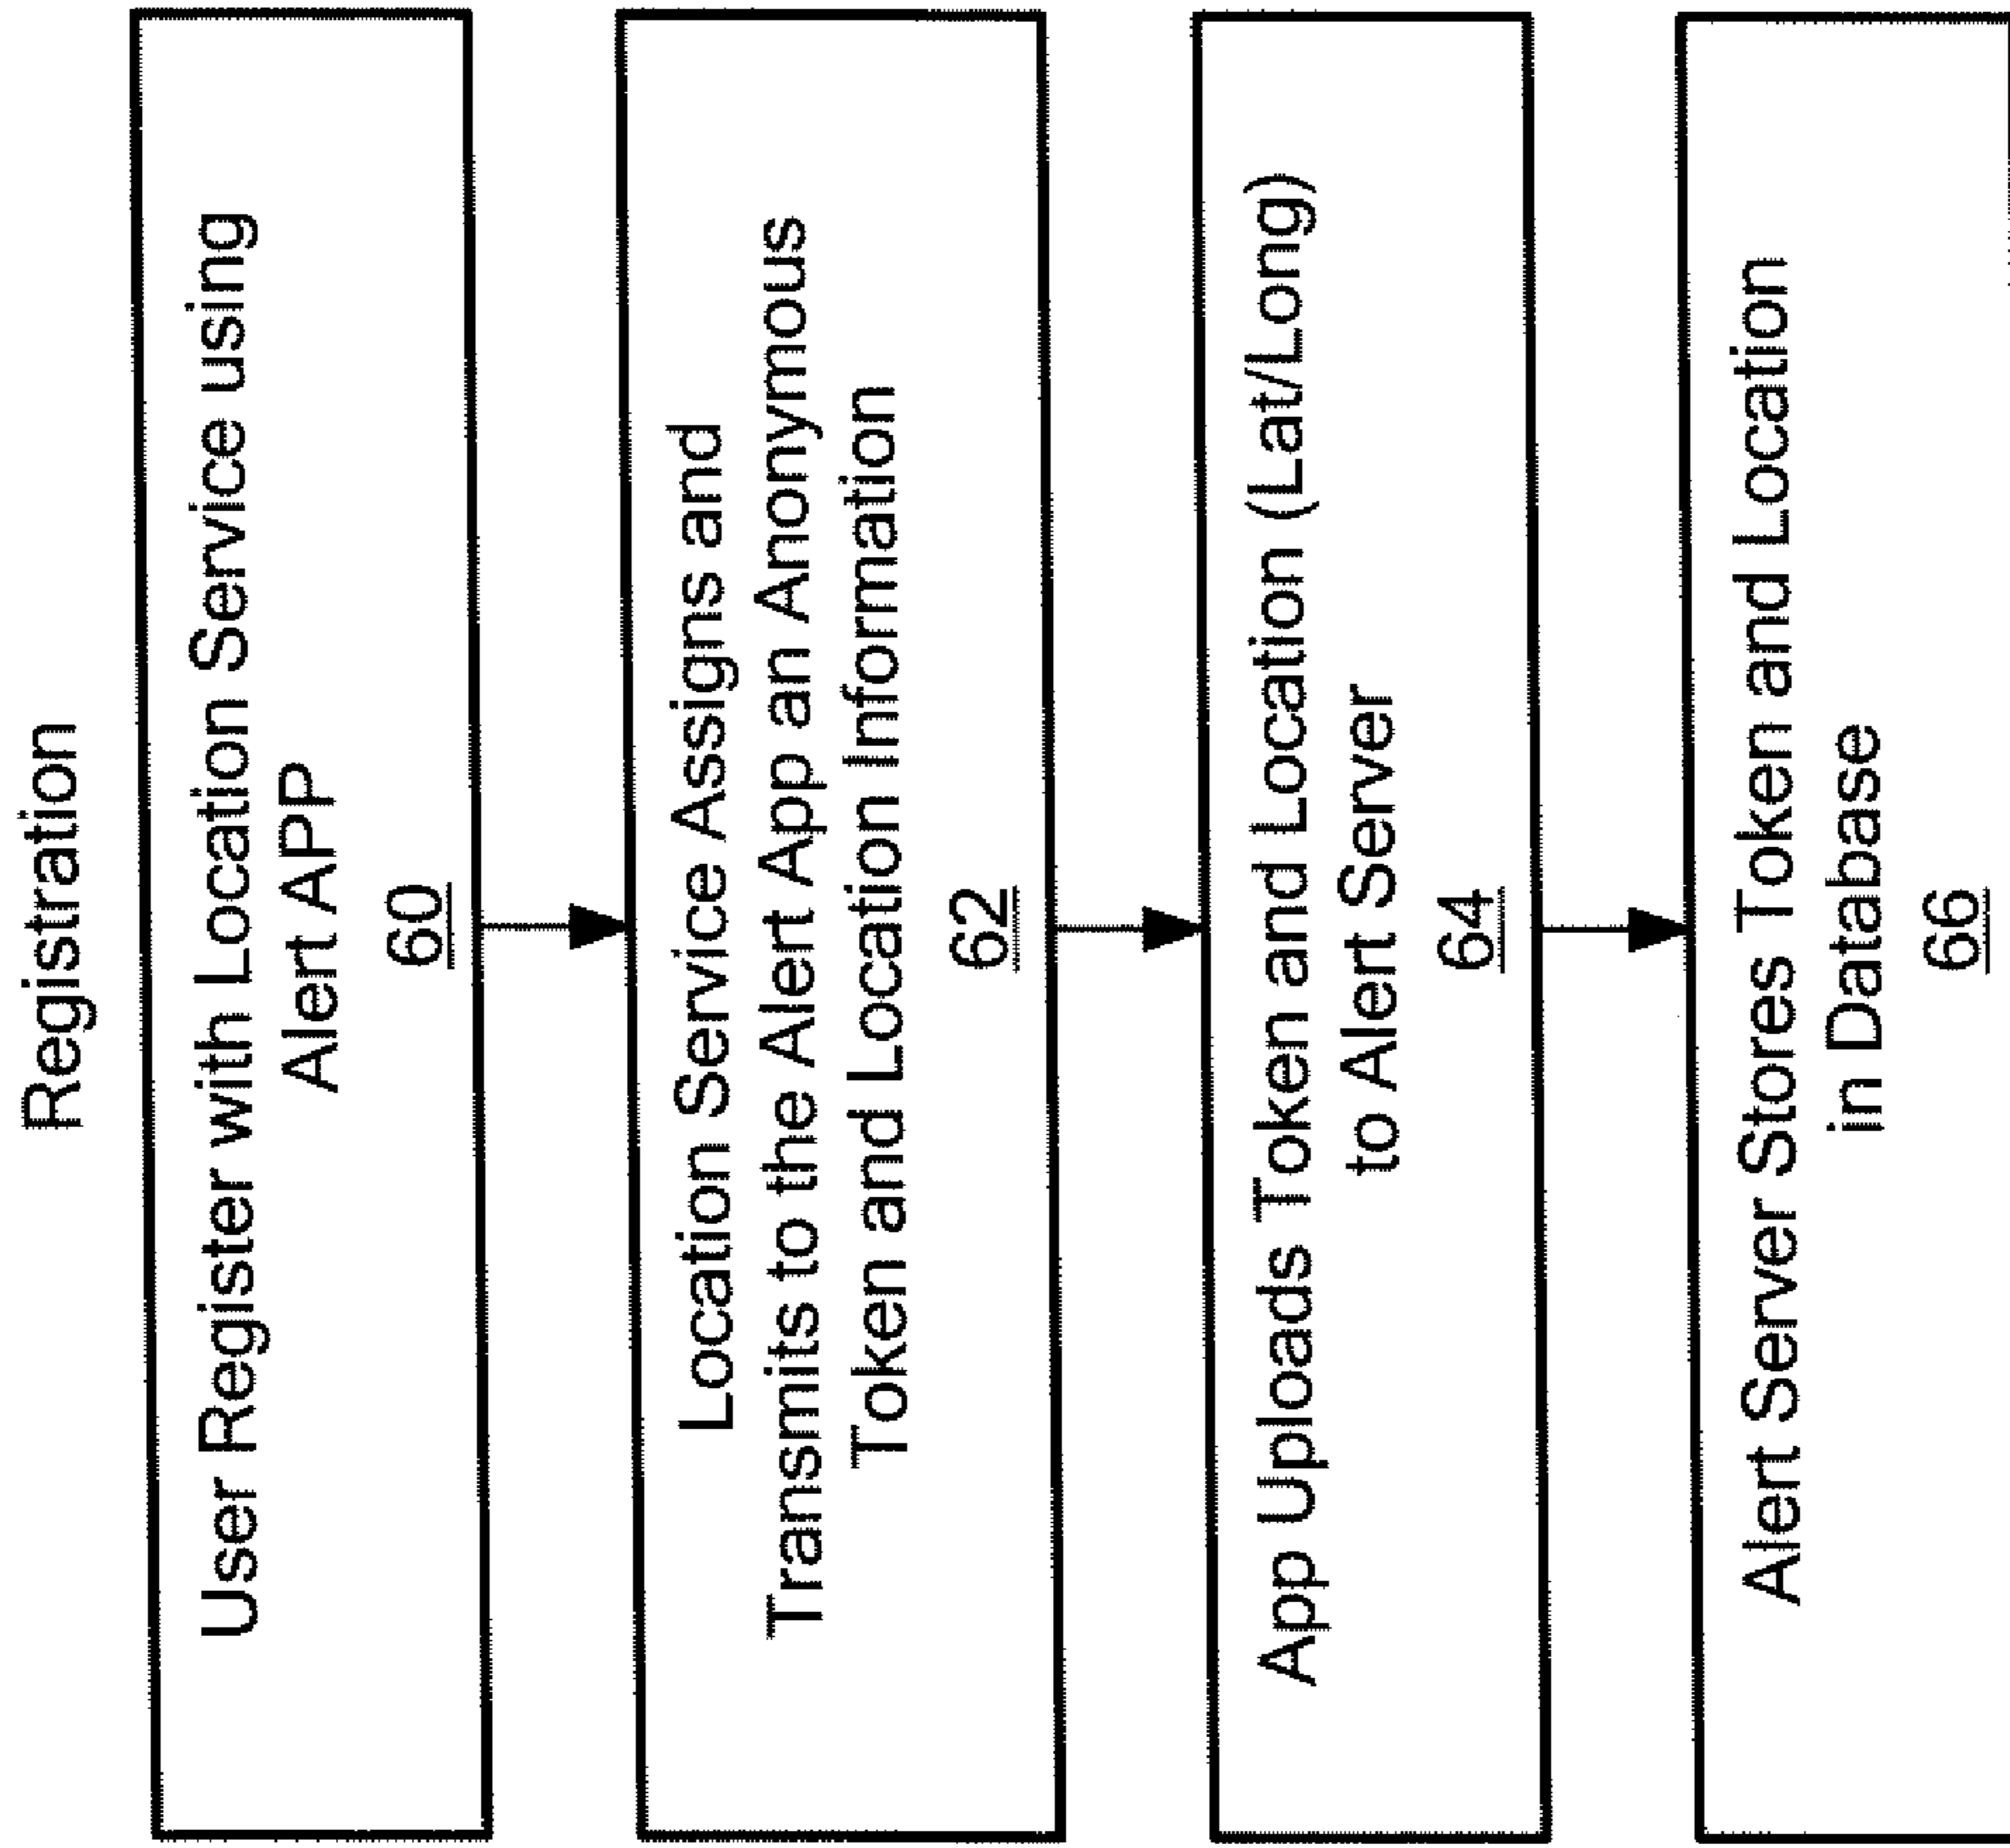 Registration
User Register with Location Service using
Alert APP
60
Location Service Assigns and
Transmits to the Alert App an Anonymous
Token and Location Information
62
App Uploads Token and Location (Lat/Long)
to Alert Server
64
Alert Server Stores Token and Location
in Database
66